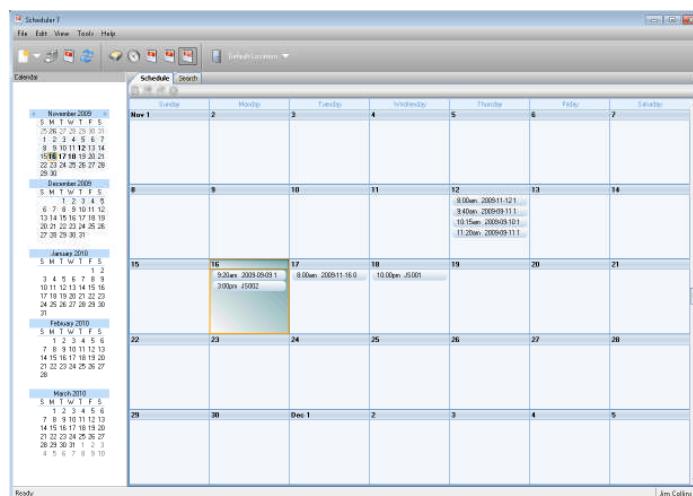 Scheduler 7
File Edit View Tools Help
Default Locations
Calendar
Schedule Search
November 2009
S M T W T F S
25 26 27 28 29 30 31
1 2 3 4 5 6 7
8 9 10 11 12 13 14
15 16 17 18 19 20 21
22 23 24 25 26 27 28
29 30
December 2009
S M T W T F S
1 2 3 4 5
6 7 8 9 10 11 12
13 14 15 16 17 18 19
20 21 22 23 24 25 26
27 28 29 30 31
January 2010
S M T W T F S
1 2
3 4 5 6 7 8 9
10 11 12 13 14 15 16
17 18 19 20 21 22 23
24 25 26 27 28 29 30
31
February 2010
S M T W T F S
1 2 3 4 5 6
7 8 9 10 11 12 13
14 15 16 17 18 19 20
21 22 23 24 25 26 27
28
March 2010
S M T W T F S
1 2 3 4 5 6
7 8 9 10 11 12 13
14 15 16 17 18 19 20
21 22 23 24 25 26 27
28 29 30 31 1 2 3
4 5 6 7 8 9 10
Sunday Monday Tuesday Wednesday Thursday Friday Saturday
Nov 1 2 3 4 5 6 7
8 9 10 11 12 13 14
8:00am 2009-11-12 1
9:40am 2009-09-11 1
10:15am 2009-09-10 1
11:20am 2009-09-11 1
15 16 17 18 19 20 21
9:20am 2009-09-09 1 8:00am 2009-11-16 0 10:00pm JS001
3:00pm JS002
22 23 24 25 26 27 28
29 30 Dec 1 2 3 4 5
Ready Jim Collins